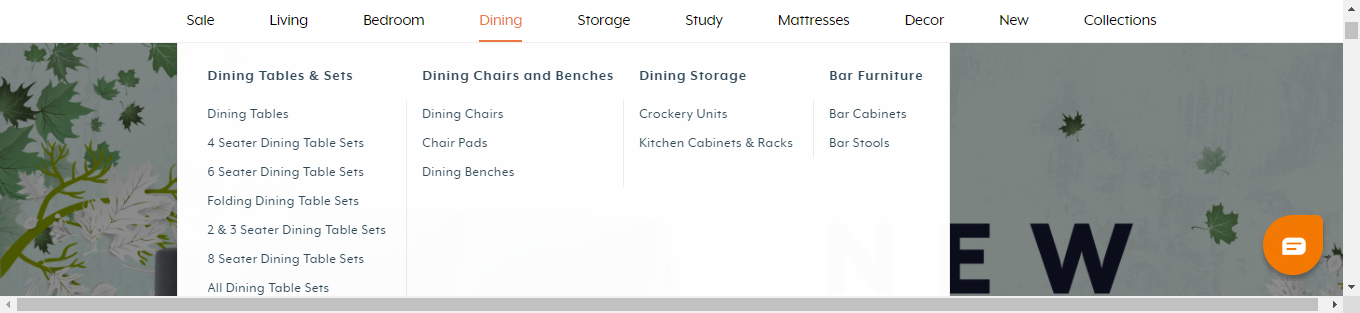 Sale Living Bedroom Dining Storage Study Mattresses Decor New Collections
Dining Tables & Sets
Dining Tables
4 Seater Dining Table Sets
6 Seater Dining Table Sets
Folding Dining Table Sets
2 & 3 Seater Dining Table Sets
8 Seater Dining Table Sets
All Dining Table Sets
Dining Chairs and Benches
Dining Chairs
Chair Pads
Dining Benches
Dining Storage
Crockery Units
Kitchen Cabinets & Racks
Bar Furniture
Bar Cabinets
Bar Stools
NEW